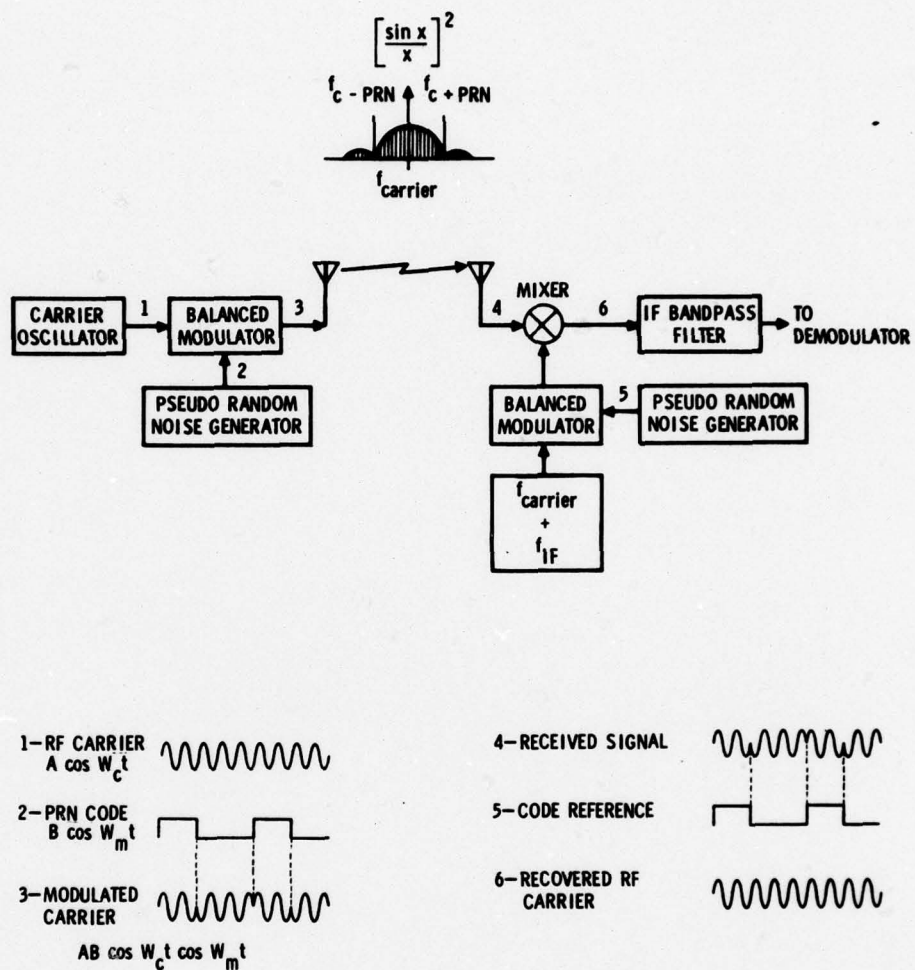 [sin x / x]²
f_c - PRN
f_c + PRN
f_carrier
CARRIER
OSCILLATOR
1
BALANCED
MODULATOR
3
2
PSEUDO RANDOM
NOISE GENERATOR
4
MIXER
6
IF BANDPASS
FILTER
TO
DEMODULATOR
BALANCED
MODULATOR
5
PSEUDO RANDOM
NOISE GENERATOR
f_carrier
+
f_IF
1–RF CARRIER
A cos W_c t
2–PRN CODE
B cos W_m t
3–MODULATED
CARRIER
AB cos W_c t cos W_m t
4–RECEIVED SIGNAL
5–CODE REFERENCE
6–RECOVERED RF
CARRIER